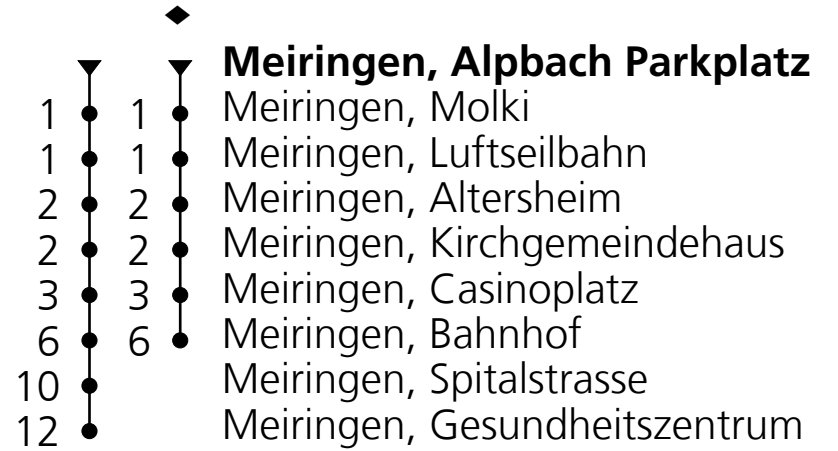 Meiringen, Alpbach Parkplatz
1 1 Meiringen, Molki
1 1 Meiringen, Luftseilbahn
2 2 Meiringen, Altersheim
2 2 Meiringen, Kirchgemeindehaus
3 3 Meiringen, Casinoplatz
6 6 Meiringen, Bahnhof
10 Meiringen, Spitalstrasse
12 Meiringen, Gesundheitszentrum